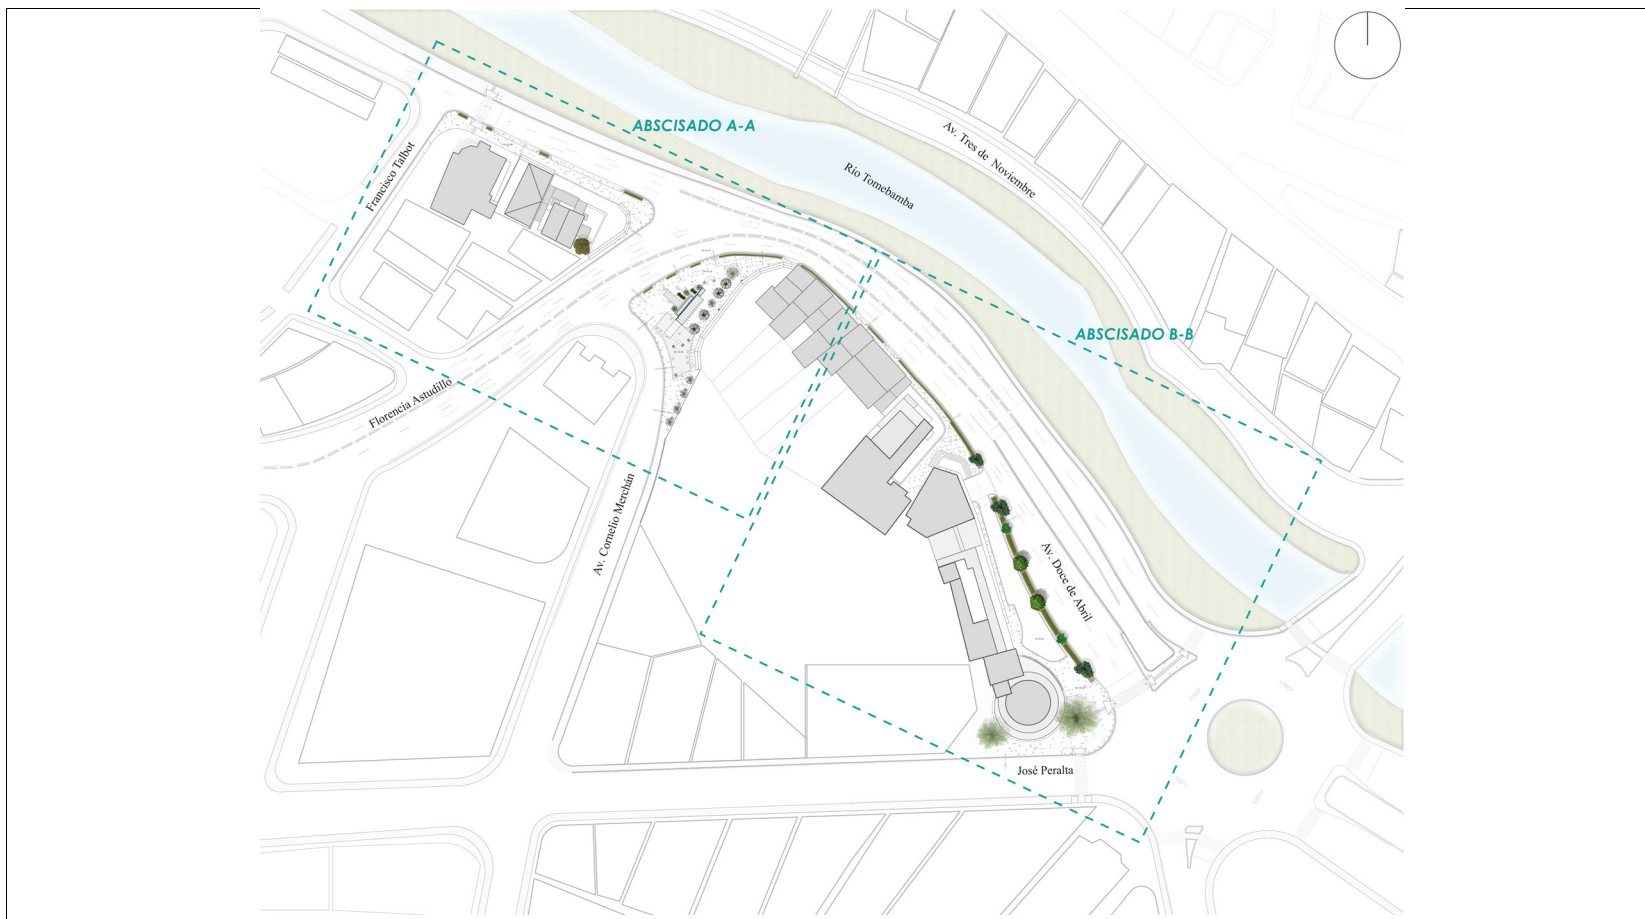 ABSCISADO A-A
Av. Tres de Noviembre
Francisco Talbot
Río Tomebamba
ABSCISADO B-B
Florencia Astudillo
Av. Cornelio Merchán
Av. Doce de Abril
José Peralta